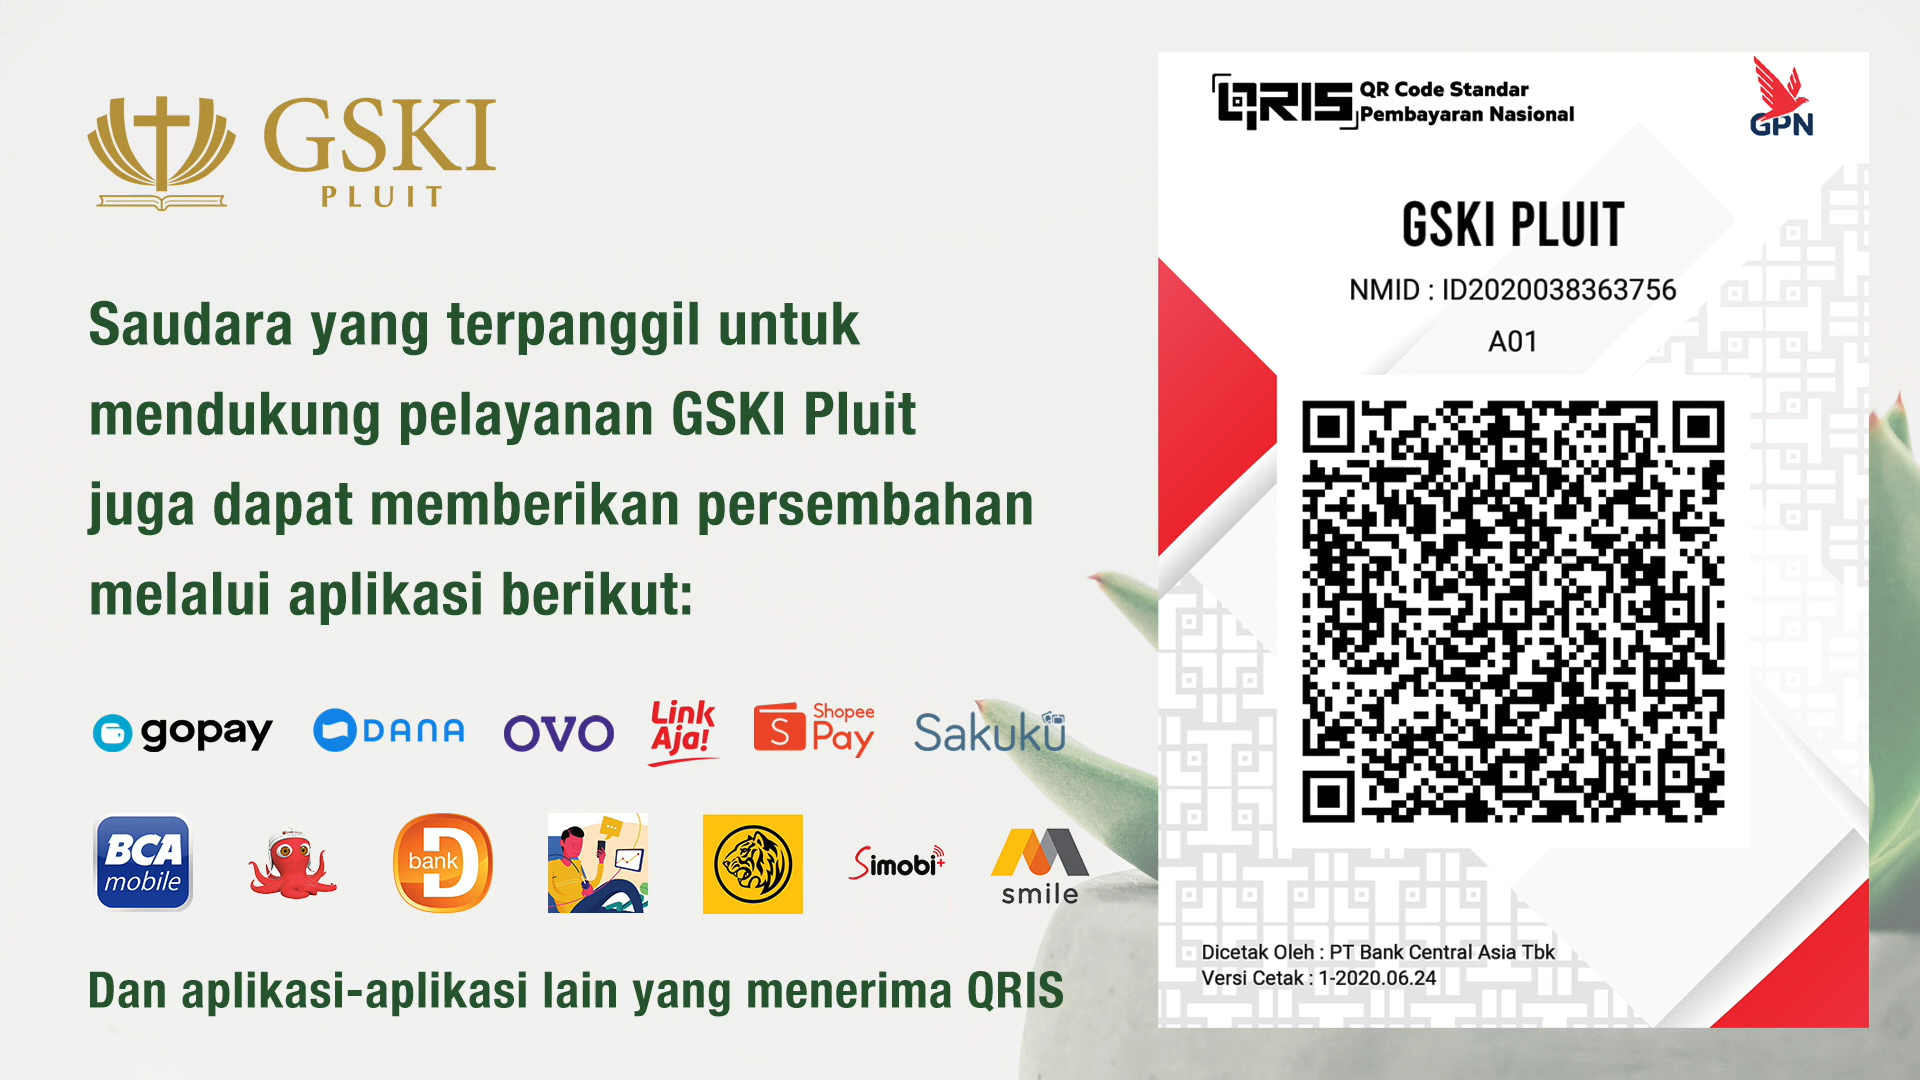 GSKI
PLUIT
Saudara yang terpanggil untuk
mendukung pelayanan GSKI Pluit
juga dapat memberikan persembahan
melalui aplikasi berikut:
gopay
DANA
OVO
Link
Aja!
S
Shopee
Pay
Sakuku
BCA
mobile
bank
D
Simobi+
smile
Dan aplikasi-aplikasi lain yang menerima QRIS
QRIS
QR Code Standar
Pembayaran Nasional
GPN
GSKI PLUIT
NMID : ID2020038363756
A01
Dicetak Oleh : PT Bank Central Asia Tbk
Versi Cetak : 1-2020.06.24